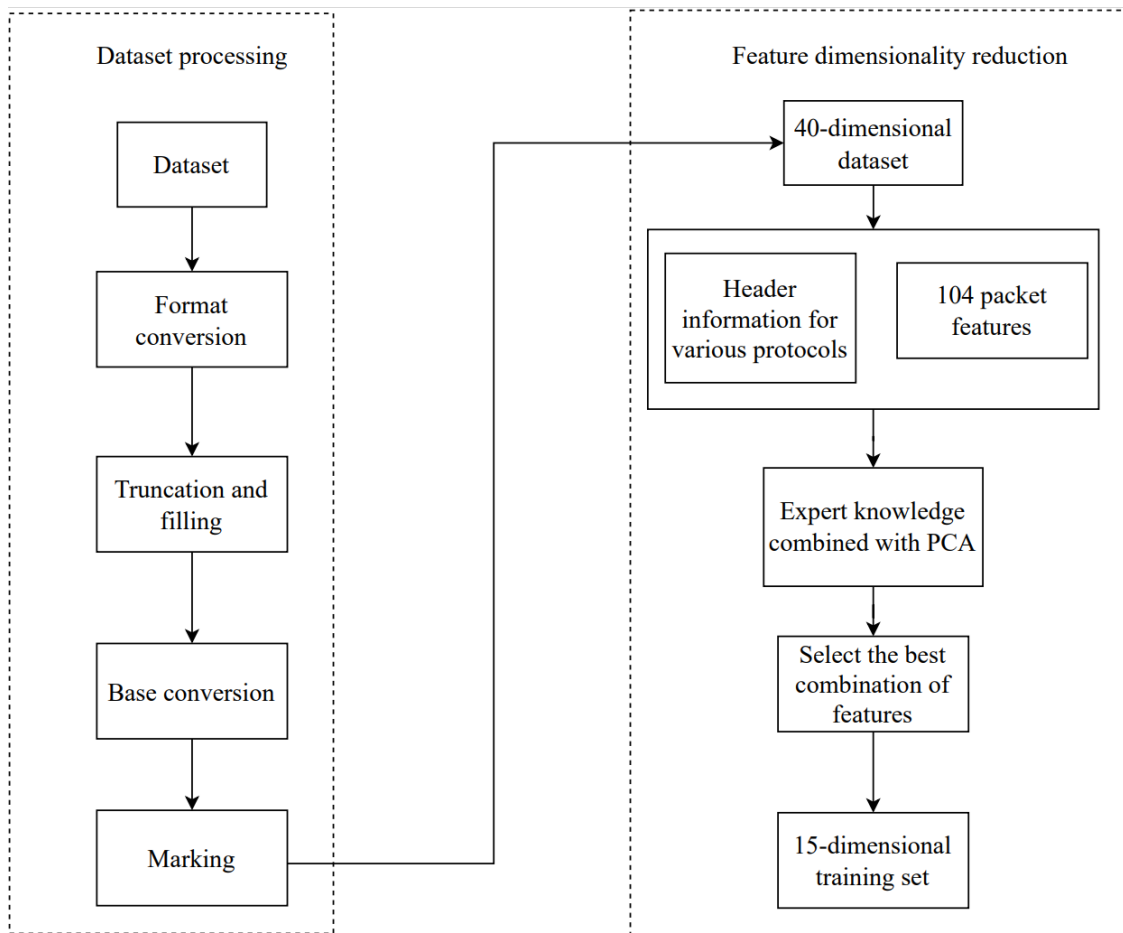 Dataset processing
Dataset
Format
conversion
Truncation and
filling
Base conversion
Marking
Feature dimensionality reduction
40-dimensional
dataset
Header
information for
various protocols
104 packet
features
Expert knowledge
combined with PCA
Select the best
combination of
features
15-dimensional
training set